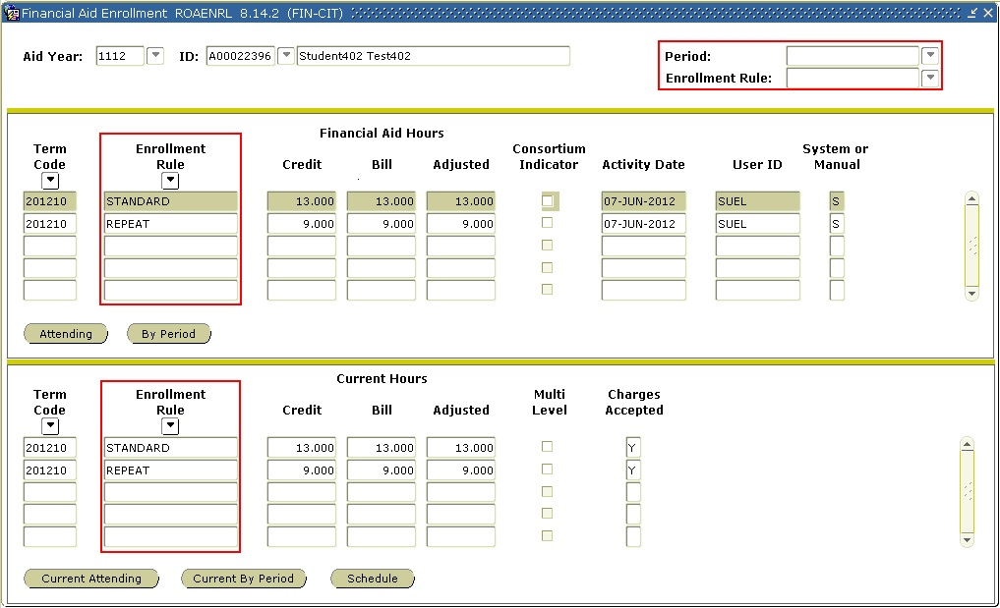 Financial Aid Enrollment ROAENRL 8.14.2 (FIN-CIT)
Aid Year: 1112 ID: A00022396 Student402 Test402
Period:
Enrollment Rule:
Financial Aid Hours
Term Code Enrollment Rule Credit Bill Adjusted Consortium Indicator Activity Date User ID System or Manual
201210 STANDARD 13.000 13.000 13.000 07-JUN-2012 SUEL S
201210 REPEAT 9.000 9.000 9.000 07-JUN-2012 SUEL S
Attending By Period
Current Hours
Term Code Enrollment Rule Credit Bill Adjusted Multi Level Charges Accepted
201210 STANDARD 13.000 13.000 13.000 Y
201210 REPEAT 9.000 9.000 9.000 Y
Current Attending Current By Period Schedule